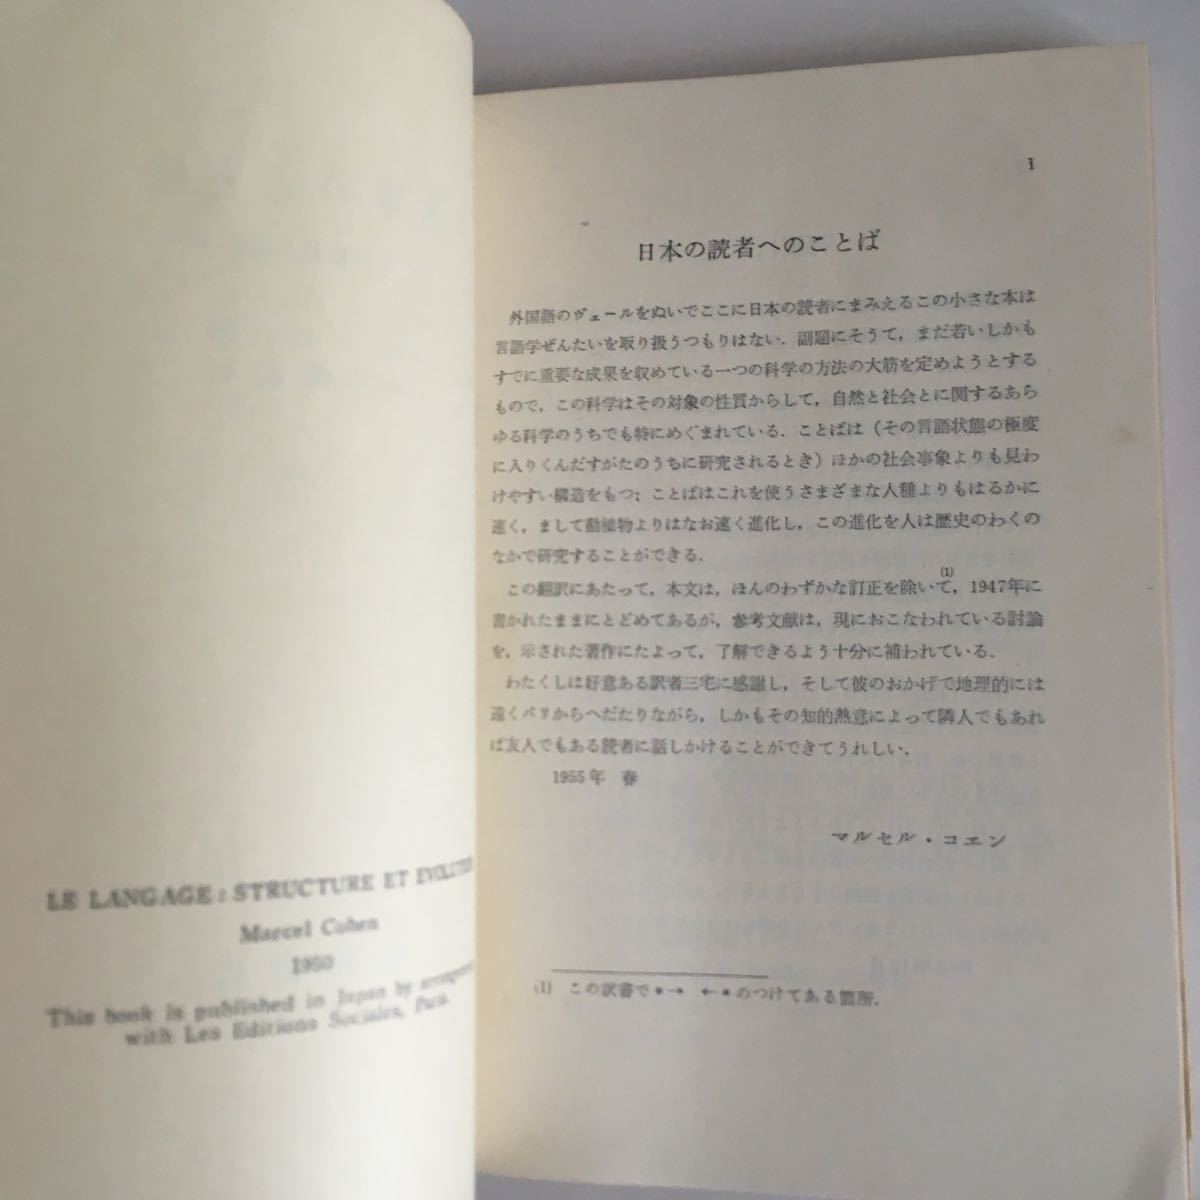 LE LANGAGE: STRUCTURE ET EVOLUTIO
Marcel Cohen
1950
This book is published in Japan by arrangement
with Les Editions Sociales, Paris.
i
日本の読者へのことば
外国語のヴェールをぬいでここに日本の読者にまみえるこの小さな本は
言語学ぜんたいを取り扱うつもりはない．副題にそうて，まだ若いしかも
すでに重要な成果を収めている一つの科学の方法の大筋を定めようとする
もので，この科学はその対象の性質からして，自然と社会とに関するあら
ゆる科学のうちでも特にめぐまれている．ことばは（その言語状態の極度
に入りくんだすがたのうちに研究されるとき）ほかの社会事象よりも見わ
けやすい構造をもつ；ことばはこれを使うさまざまな人種よりもはるかに
速く，まして動植物よりはなお速く進化し，この進化を人は歴史のわくの
なかで研究することができる．
この翻訳にあたって，本文は，ほんのわずかな訂正を除いて，(1) 1947年に
書かれたままにとどめてあるが，参考文献は，現におこなわれている討論
を，示された著作にたよって，了解できるよう十分に補われている．
わたくしは好意ある訳者三宅に感謝し，そして彼のおかげで地理的には
遠くパリからへだたりながら，しかもその知的熱意によって隣人でもあれ
ば友人でもある読者に話しかけることができてうれしい．
1955年 春
マルセル・コエン
(1) この訳書で *→ ←* のつけてある箇所．